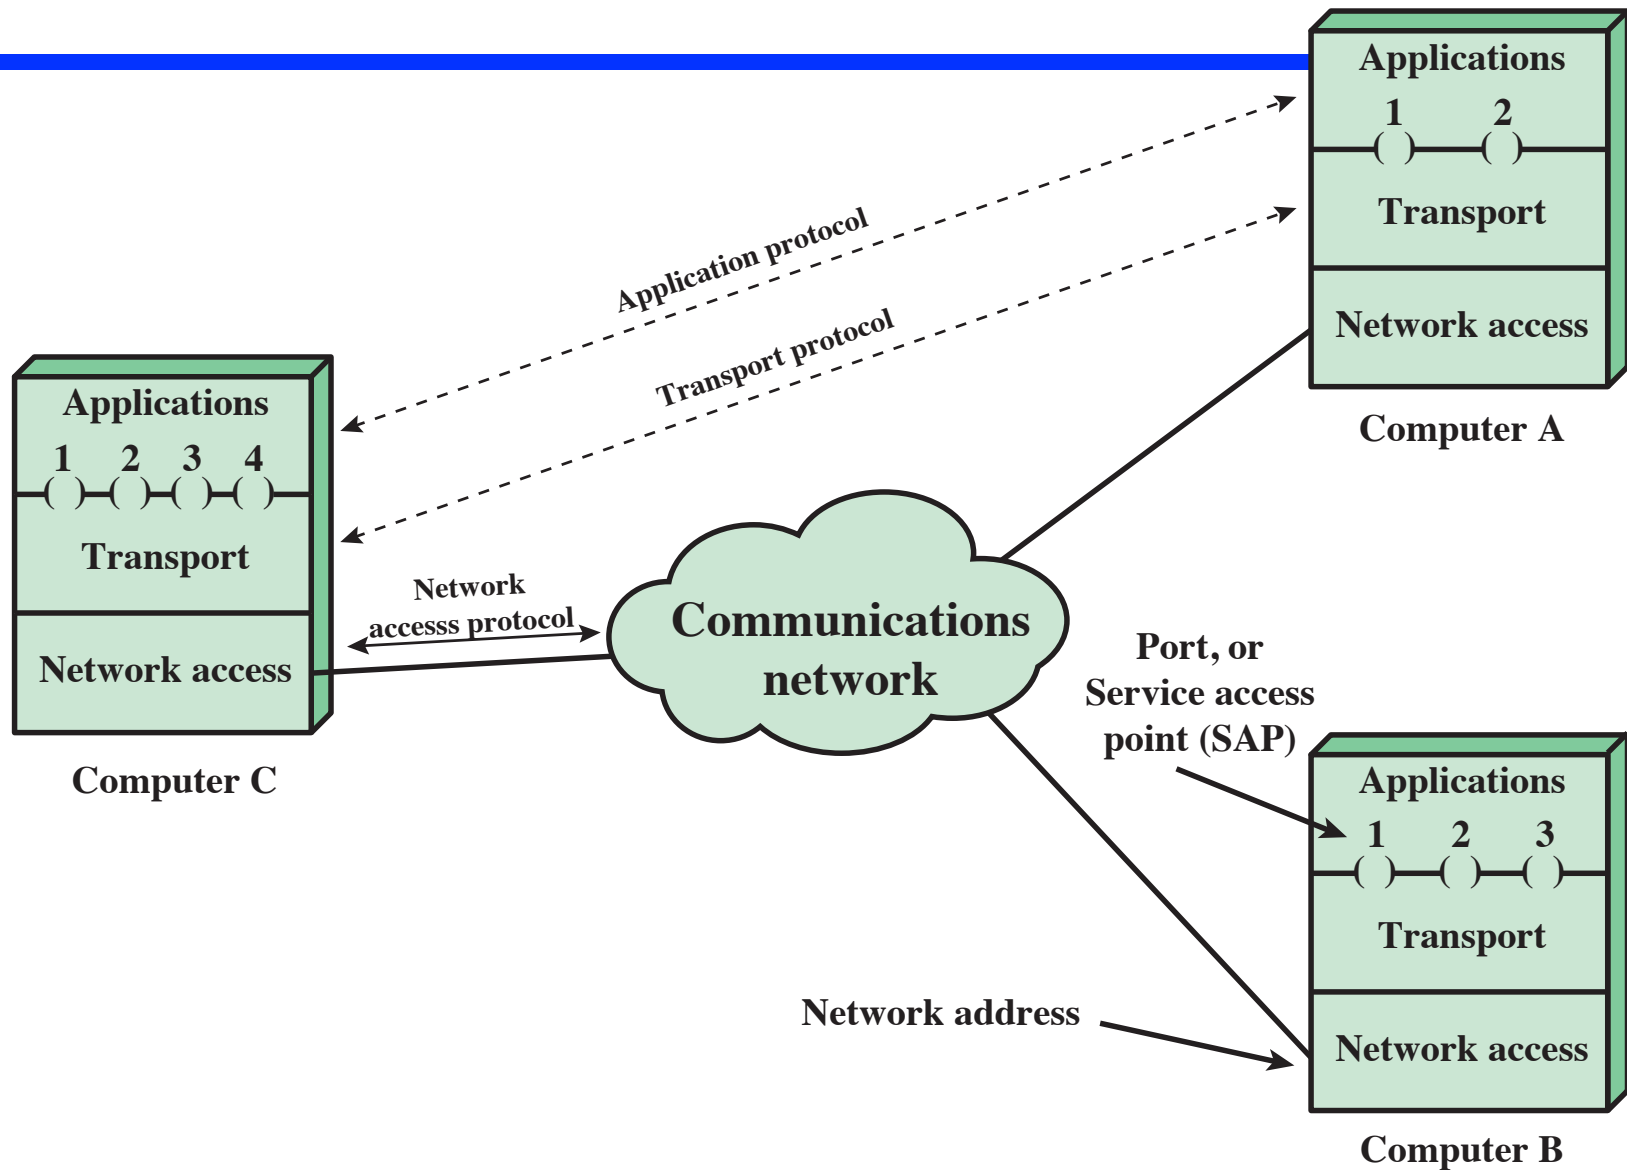 Applications
1 2
Transport
Network access
Computer A
Application protocol
Transport protocol
Applications
1 2 3 4
Transport
Network access
Computer C
Network
accesss protocol
Communications
network
Port, or
Service access
point (SAP)
Applications
1 2 3
Transport
Network access
Computer B
Network address